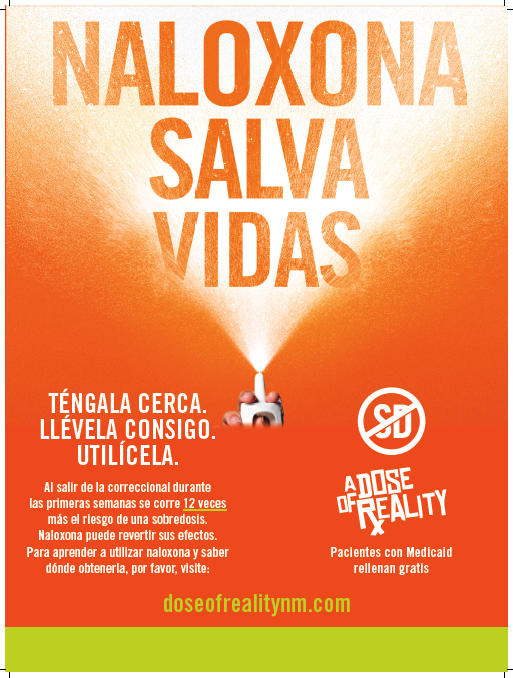 NALOXONA
SALVA
VIDAS
TÉNGALA CERCA.
LLÉVELA CONSIGO.
UTILÍCELA.
Al salir de la correccional durante
las primeras semanas se corre 12 veces
más el riesgo de una sobredosis.
Naloxona puede revertir sus efectos.
Para aprender a utilizar naloxona y saber
dónde obtenerla, por favor, visite:
SD
A DOSE
OF REALITY
Pacientes con Medicaid
rellenan gratis
doseofrealitynm.com